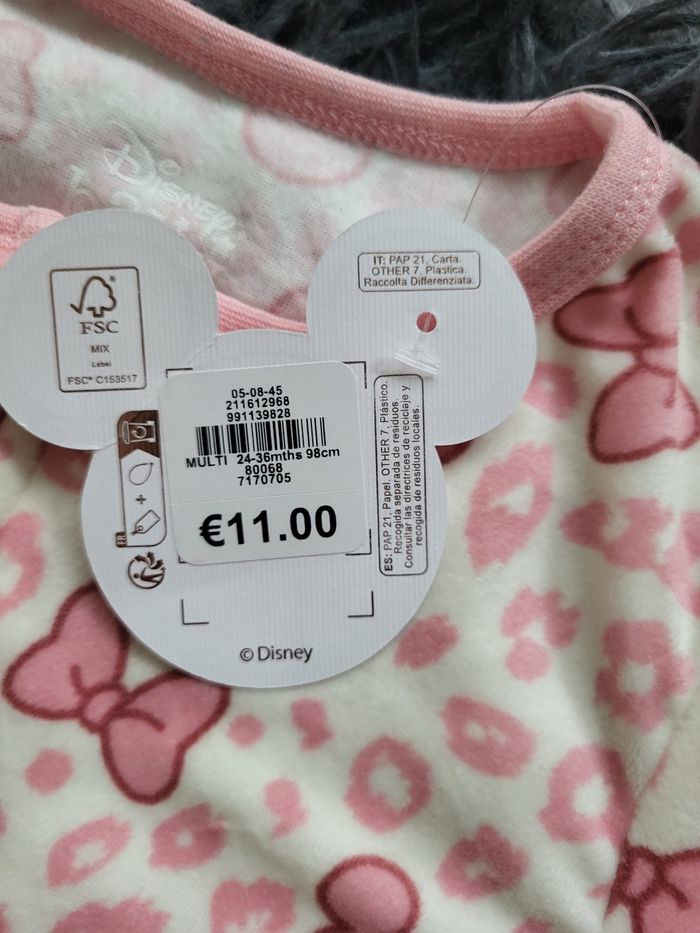 DISNEY
FSC
MIX
Label
FSC® C153517
IT: PAP 21, Carta.
OTHER 7, Plastica.
Raccolta Differenziata.
05-08-45
211612968
991139828
MULTI 24-36mths 98cm
80068
7170705
€11.00
FR
+
ES: PAP 21, Papel. OTHER 7, Plástico.
Recogida separada de residuos.
Consultar las directrices de reciclaje y
recogida de residuos locales.
© Disney